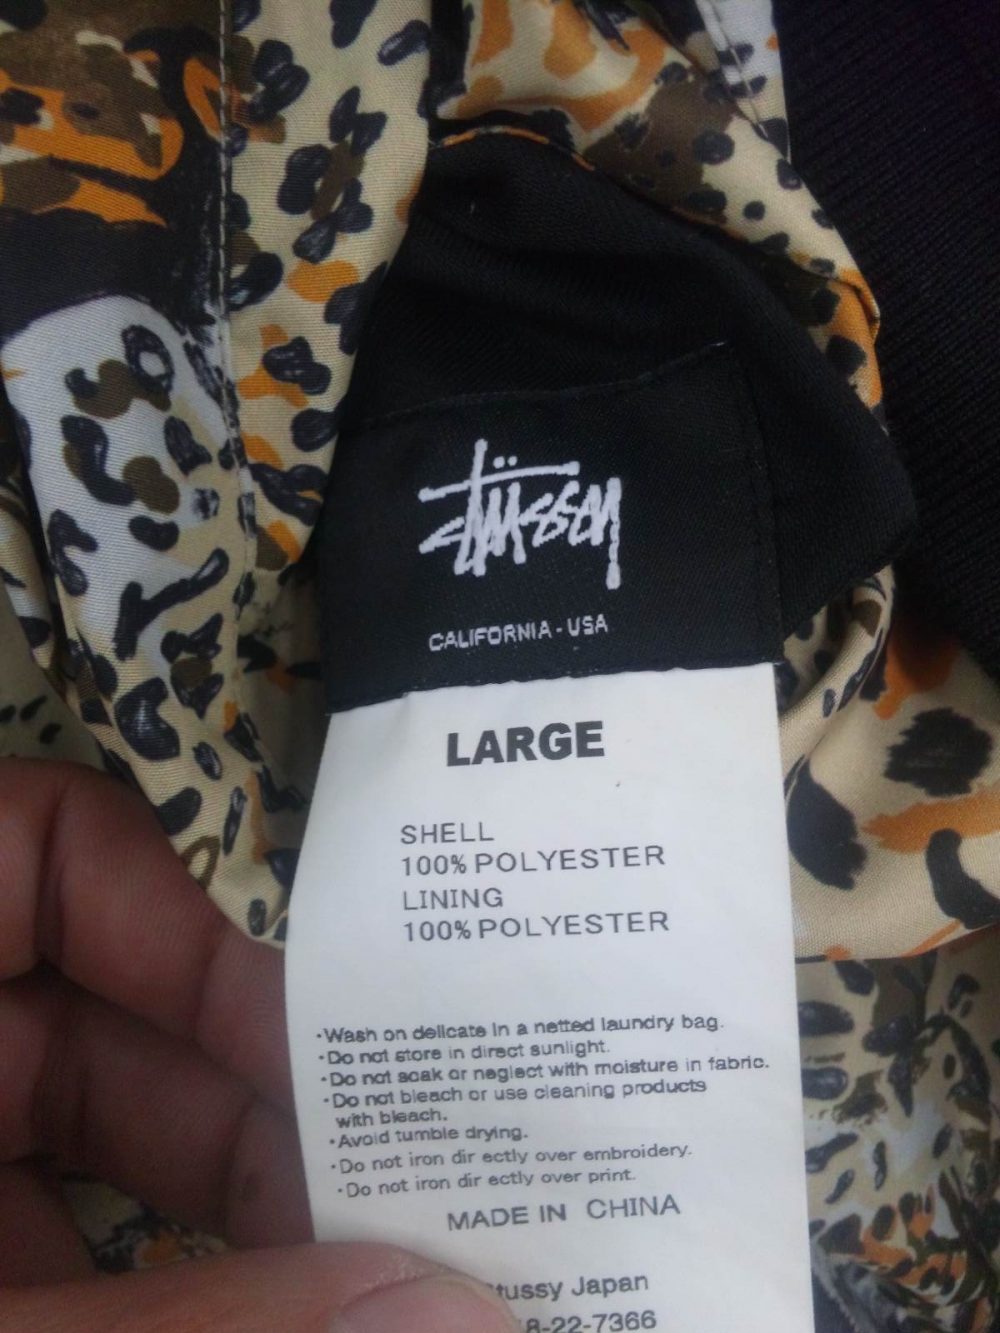 Stüssy
CALIFORNIA - USA
LARGE
SHELL
100% POLYESTER
LINING
100% POLYESTER
·Wash on delicate in a netted laundry bag.
·Do not store in direct sunlight.
·Do not soak or neglect with moisture in fabric.
·Do not bleach or use cleaning products
with bleach.
·Avoid tumble drying.
·Do not iron dir ectly over embroidery.
·Do not iron dir ectly over print.
MADE IN CHINA
tussy Japan
8-22-7366